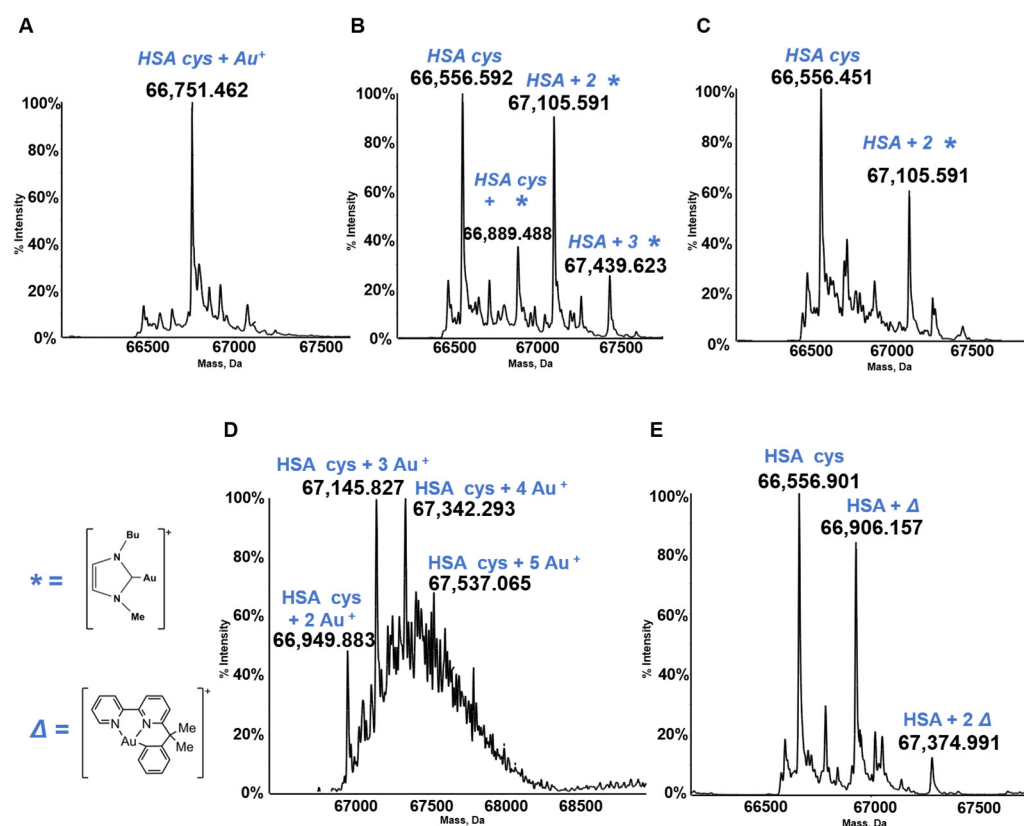 A
HSA cys + Au+
66,751.462
100%
80%
60%
40%
20%
0%
% Intensity
66500
67000
67500
Mass, Da
B
HSA cys
66,556.592
HSA + 2 *
67,105.591
HSA cys
+ *
66,889.488
HSA + 3 *
67,439.623
100%
80%
60%
40%
20%
0%
% Intensity
66500
67000
67500
Mass, Da
C
HSA cys
66,556.451
HSA + 2 *
67,105.591
100%
80%
60%
40%
20%
0%
% Intensity
66500
67000
67500
Mass, Da
* =
Bu
N
Au
N
Me
+
Δ =
N
N
Au
Me
Me
+
D
HSA cys + 3 Au+
67,145.827
HSA cys + 4 Au+
67,342.293
HSA cys + 5 Au+
67,537.065
HSA cys
+ 2 Au+
66,949.883
100%
80%
60%
40%
20%
0%
% Intensity
67000
67500
68000
68500
Mass, Da
E
HSA cys
66,556.901
HSA + Δ
66,906.157
HSA + 2 Δ
67,374.991
100%
80%
60%
40%
20%
0%
% Intensity
66500
67000
67500
Mass, Da